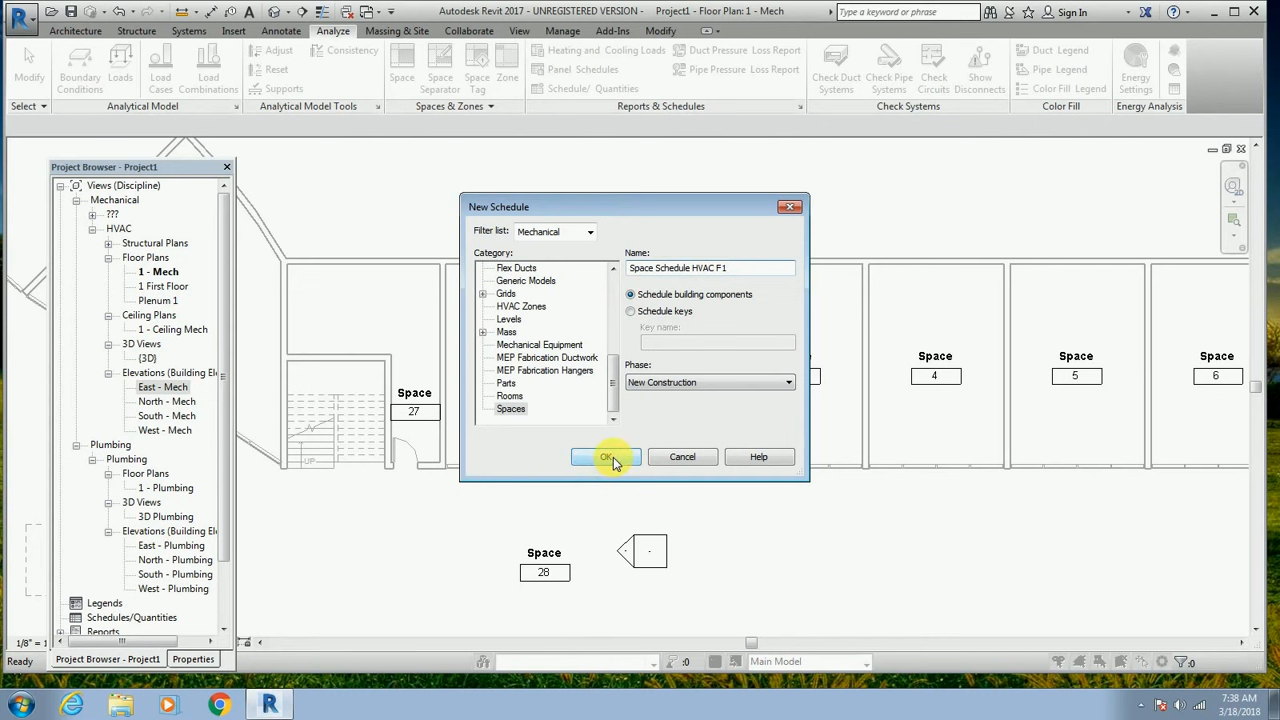 Autodesk Revit 2017 - UNREGISTERED VERSION - Project1 - Floor Plan: 1 - Mech
Type a keyword or phrase
Sign In
Architecture Structure Systems Insert Annotate Analyze Massing & Site Collaborate View Manage Add-Ins Modify
Modify
Boundary Conditions
Loads
Load Cases
Load Combinations
Adjust
Reset
Supports
Consistency
Space
Space Separator
Space Tag
Zone
Heating and Cooling Loads
Panel Schedules
Schedule/ Quantities
Duct Pressure Loss Report
Pipe Pressure Loss Report
Check Duct Systems
Check Pipe Systems
Check Circuits
Show Disconnects
Duct Legend
Pipe Legend
Color Fill Legend
Energy Settings
Select Analytical Model Analytical Model Tools Spaces & Zones Reports & Schedules Check Systems Color Fill Energy Analysis
Project Browser - Project1
Views (Discipline)
Mechanical
???
HVAC
Structural Plans
Floor Plans
1 - Mech
1 First Floor
Plenum 1
Ceiling Plans
1 - Ceiling Mech
3D Views
{3D}
Elevations (Building El
East - Mech
North - Mech
South - Mech
West - Mech
Plumbing
Plumbing
Floor Plans
1 - Plumbing
3D Views
3D Plumbing
Elevations (Building El
East - Plumbing
North - Plumbing
South - Plumbing
West - Plumbing
Legends
Schedules/Quantities
Reports
Project Browser - Project1 Properties
New Schedule
Filter list: Mechanical
Category:
Flex Ducts
Generic Models
Grids
HVAC Zones
Levels
Mass
Mechanical Equipment
MEP Fabrication Ductwork
MEP Fabrication Hangers
Parts
Rooms
Spaces
Name:
Space Schedule HVAC F1
Schedule building components
Schedule keys
Key name:
Phase:
New Construction
OK Cancel Help
UP
Space
27
Space
4
Space
5
Space
6
Space
28
1/8" = 1
Ready
:0
Main Model
:0
7:38 AM
3/18/2018